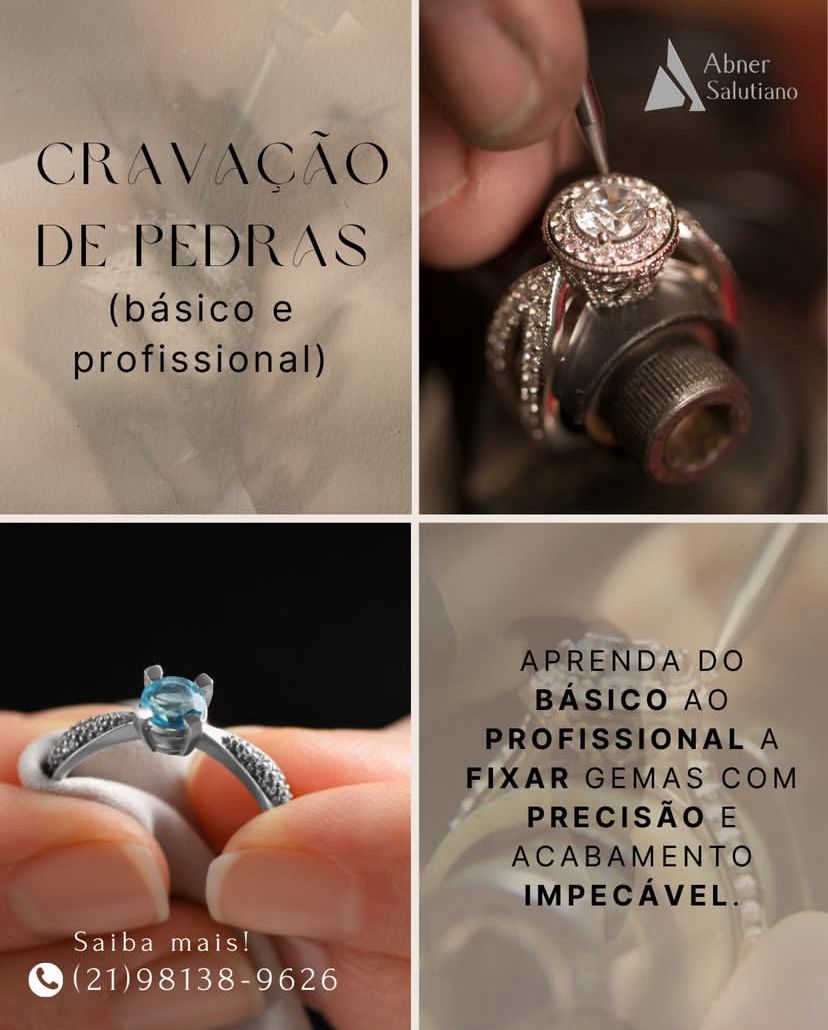 CRAVAÇÃO
DE PEDRAS
(básico e
profissional)
Abner
Salutiano
APRENDA DO
BÁSICO AO
PROFISSIONAL A
FIXAR GEMAS COM
PRECISÃO E
ACABAMENTO
IMPECÁVEL.
Saiba mais!
(21)98138-9626